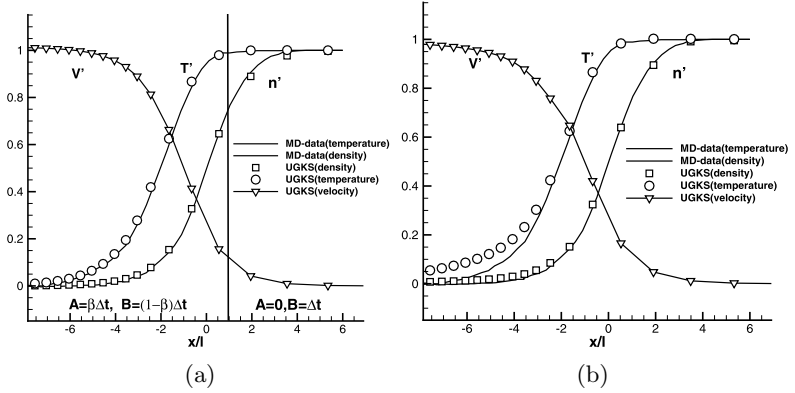 1
0.8
0.6
0.4
0.2
0
V'
T'
n'
MD-data(temperature)
MD-data(density)
UGKS(density)
UGKS(temperature)
UGKS(velocity)
A=βΔt, B=(1−β)Δt
A=0,B=Δt
-6 -4 -2 0 2 4 6
x/l
(a)
1
0.8
0.6
0.4
0.2
0
V'
T'
n'
MD-data(temperature)
MD-data(density)
UGKS(density)
UGKS(temperature)
UGKS(velocity)
-6 -4 -2 0 2 4 6
x/l
(b)